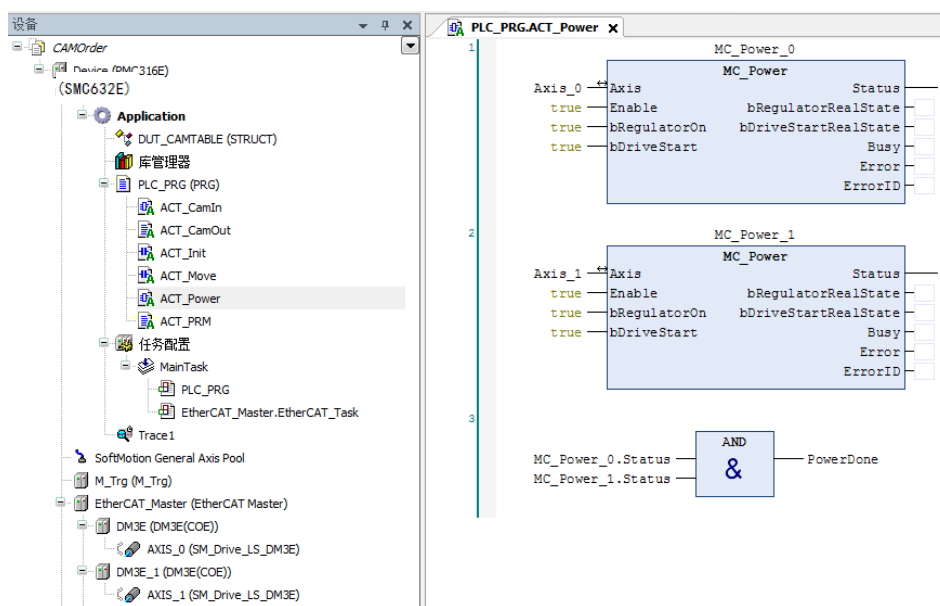 设备
CAMOrder
Device (PMC316E)
(SMC632E)
Application
DUT_CAMTABLE (STRUCT)
库管理器
PLC_PRG (PRG)
ACT_CamIn
ACT_CamOut
ACT_Init
ACT_Move
ACT_Power
ACT_PRM
任务配置
MainTask
PLC_PRG
EtherCAT_Master.EtherCAT_Task
Trace1
SoftMotion General Axis Pool
M_Trg (M_Trg)
EtherCAT_Master (EtherCAT Master)
DM3E (DM3E(COE))
AXIS_0 (SM_Drive_LS_DM3E)
DM3E_1 (DM3E(COE))
AXIS_1 (SM_Drive_LS_DM3E)
PLC_PRG.ACT_Power
1
MC_Power_0
MC_Power
Axis_0 Axis Status
true Enable bRegulatorRealState
true bRegulatorOn bDriveStartRealState
true bDriveStart Busy
Error
ErrorID
2
MC_Power_1
MC_Power
Axis_1 Axis Status
true Enable bRegulatorRealState
true bRegulatorOn bDriveStartRealState
true bDriveStart Busy
Error
ErrorID
3
AND
MC_Power_0.Status & PowerDone
MC_Power_1.Status